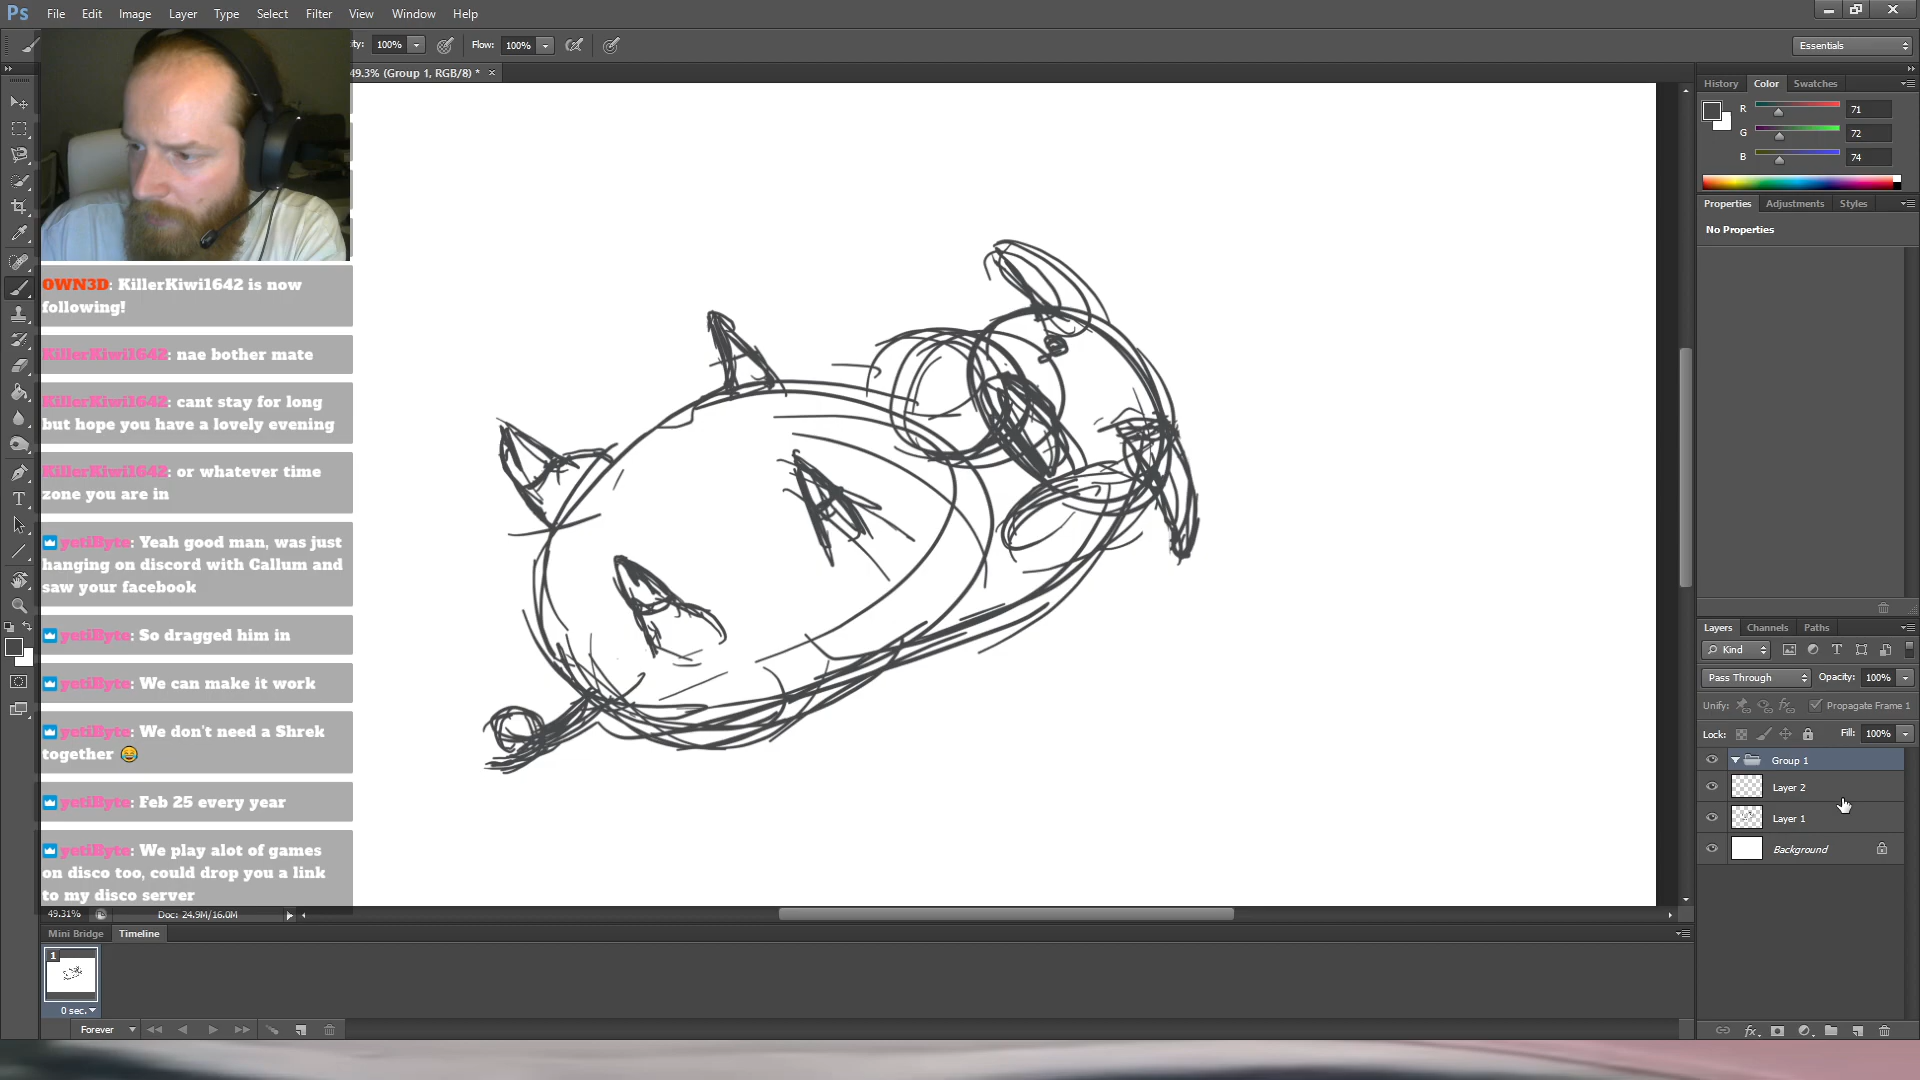 Ps File Edit Image Layer Type Select Filter 3D View Window Help
100% Flow: 100% Essentials
49.3% (Group 1, RGB/8) * ×
History Color Swatches
R 71
G 72
B 74
Properties Adjustments Styles
No Properties
OWN3D: KillerKiwi1642 is now
following!
KillerKiwi1642: nae bother mate
KillerKiwi1642: cant stay for long
but hope you have a lovely evening
KillerKiwi1642: or whatever time
zone you are in
yetiByte: Yeah good man, was just
hanging on discord with Callum and
saw your facebook
yetiByte: So dragged him in
yetiByte: We can make it work
yetiByte: We don't need a Shrek
together 😂
yetiByte: Feb 25 every year
yetiByte: We play alot of games
on disco too, could drop you a link
to my disco server
Layers Channels Paths
Kind
Pass Through Opacity: 100%
Unify: Propagate Frame 1
Lock: Fill: 100%
Group 1
Layer 2
Layer 1
Background
49.31% Doc: 24.9M/16.0M
Mini Bridge Timeline
1
0 sec.
Forever